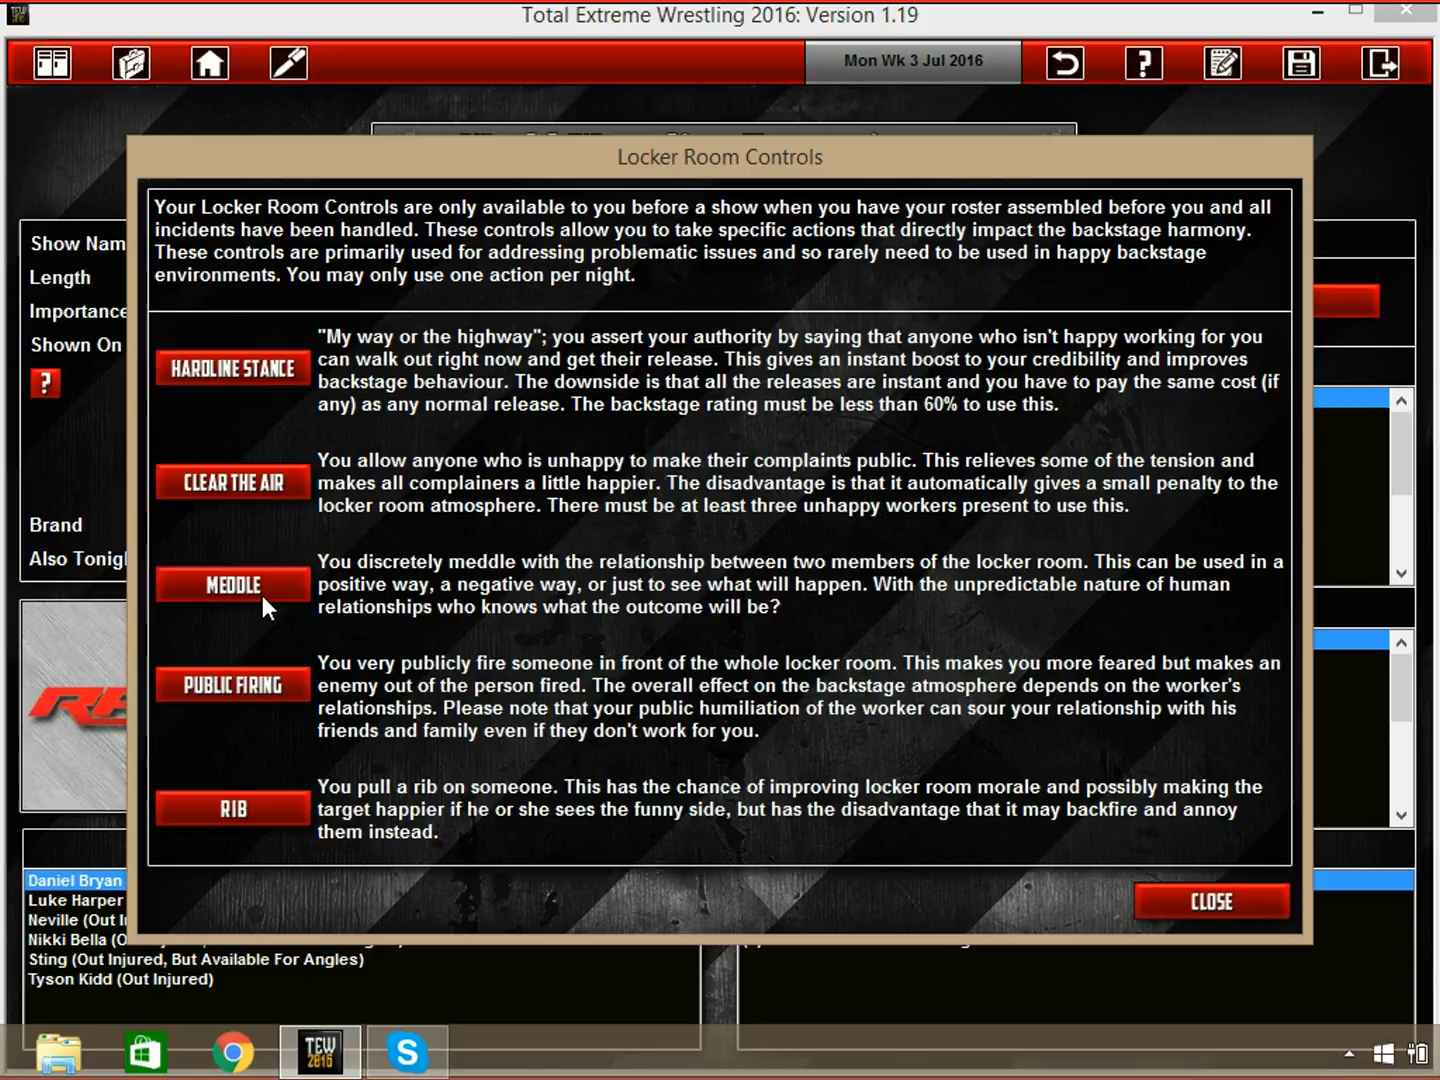 Total Extreme Wrestling 2016: Version 1.19
Mon Wk 3 Jul 2016
Locker Room Controls
Your Locker Room Controls are only available to you before a show when you have your roster assembled before you and all
incidents have been handled. These controls allow you to take specific actions that directly impact the backstage harmony.
These controls are primarily used for addressing problematic issues and so rarely need to be used in happy backstage
environments. You may only use one action per night.
HARDLINE STANCE
"My way or the highway"; you assert your authority by saying that anyone who isn't happy working for you
can walk out right now and get their release. This gives an instant boost to your credibility and improves
backstage behaviour. The downside is that all the releases are instant and you have to pay the same cost (if
any) as any normal release. The backstage rating must be less than 60% to use this.
CLEAR THE AIR
You allow anyone who is unhappy to make their complaints public. This relieves some of the tension and
makes all complainers a little happier. The disadvantage is that it automatically gives a small penalty to the
locker room atmosphere. There must be at least three unhappy workers present to use this.
MEDDLE
You discretely meddle with the relationship between two members of the locker room. This can be used in a
positive way, a negative way, or just to see what will happen. With the unpredictable nature of human
relationships who knows what the outcome will be?
PUBLIC FIRING
You very publicly fire someone in front of the whole locker room. This makes you more feared but makes an
enemy out of the person fired. The overall effect on the backstage atmosphere depends on the worker's
relationships. Please note that your public humiliation of the worker can sour your relationship with his
friends and family even if they don't work for you.
RIB
You pull a rib on someone. This has the chance of improving locker room morale and possibly making the
target happier if he or she sees the funny side, but has the disadvantage that it may backfire and annoy
them instead.
CLOSE
Show Nam
Length
Importance
Shown On
?
Brand
Also Tonig
Daniel Bryan
Luke Harper
Neville (Out I
Nikki Bella (O
Sting (Out Injured, But Available For Angles)
Tyson Kidd (Out Injured)
TEW
2016